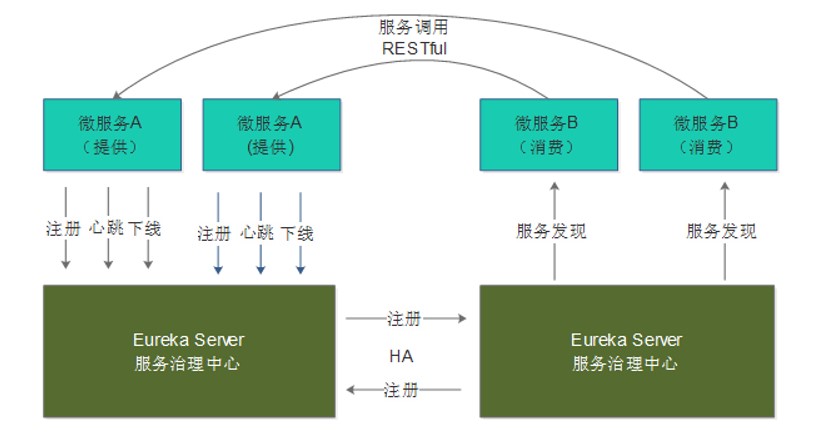 服务调用
RESTful
微服务A
（提供）
微服务A
(提供)
微服务B
（消费）
微服务B
（消费）
注册 心跳 下线
注册 心跳 下线
服务发现
服务发现
Eureka Server
服务治理中心
注册
HA
注册
Eureka Server
服务治理中心